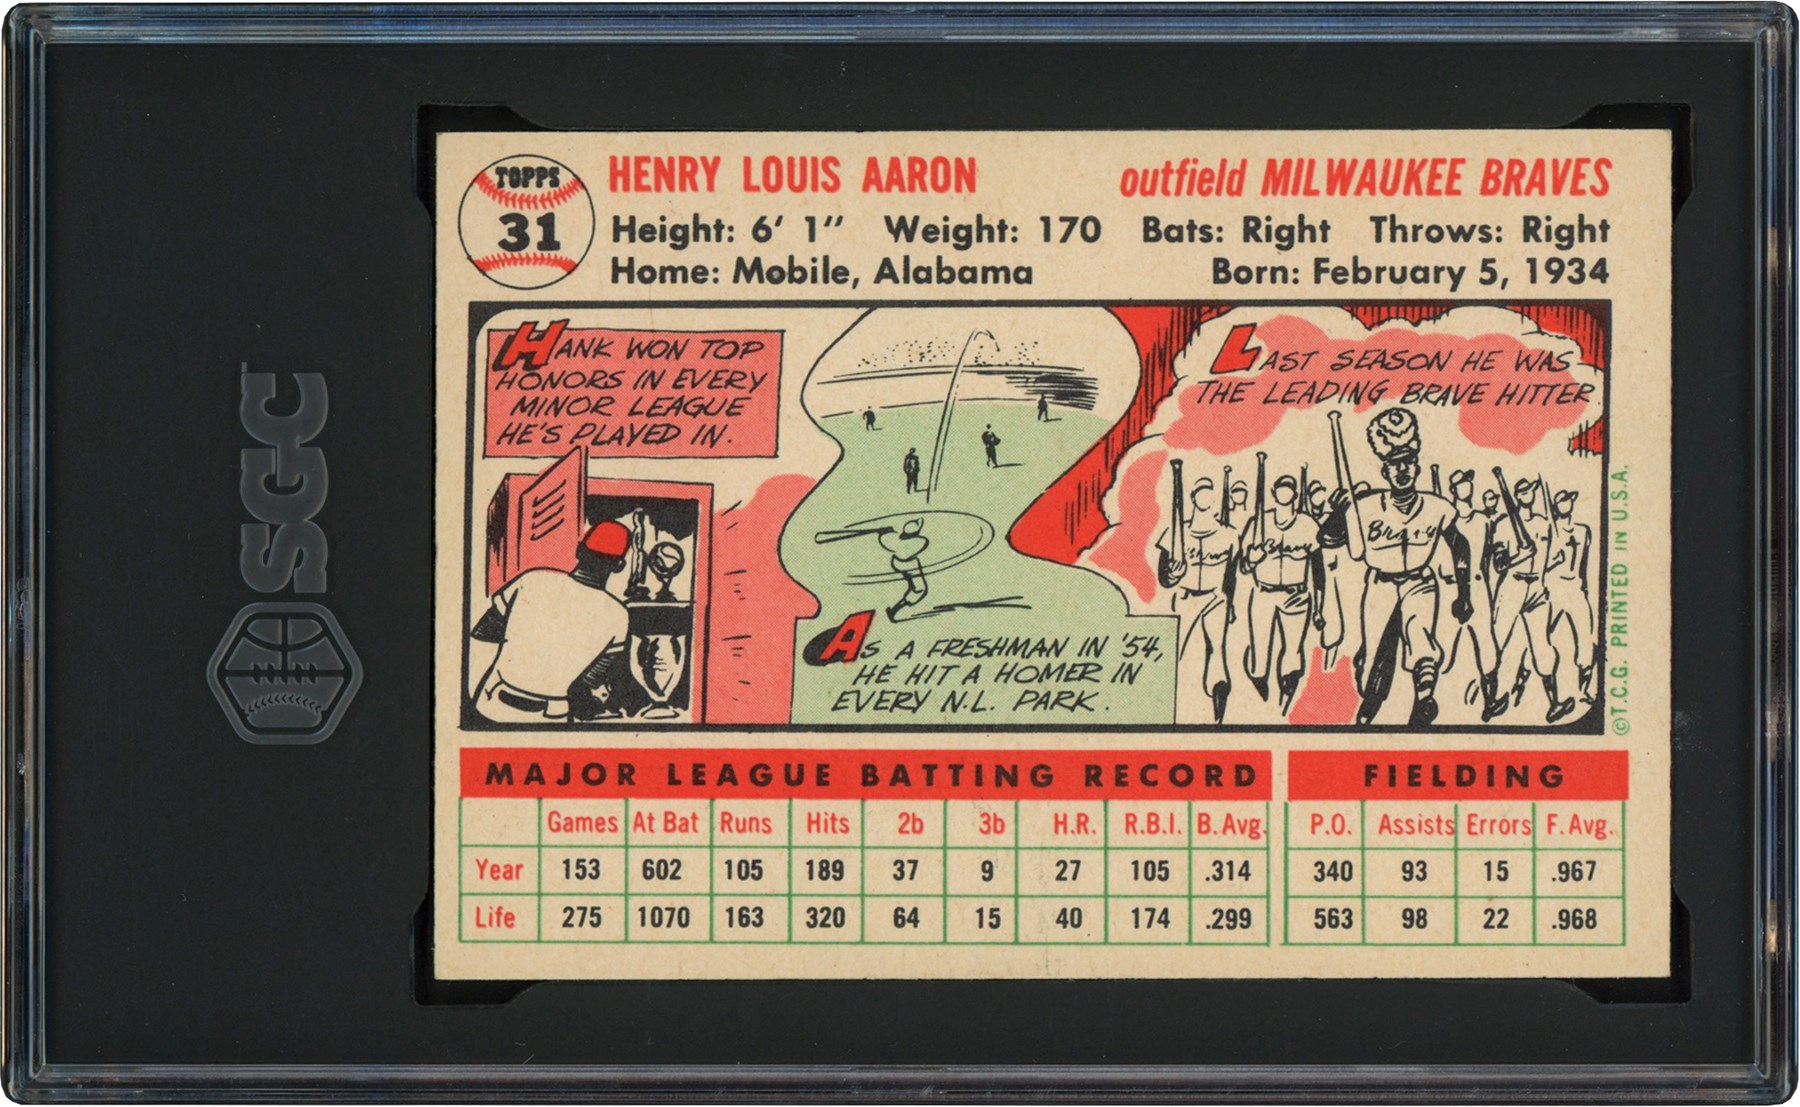 SGC
TOPPS
31
HENRY LOUIS AARON outfield MILWAUKEE BRAVES
Height: 6' 1" Weight: 170 Bats: Right Throws: Right
Home: Mobile, Alabama Born: February 5, 1934
HANK WON TOP
HONORS IN EVERY
MINOR LEAGUE
HE'S PLAYED IN.
AS A FRESHMAN IN '54,
HE HIT A HOMER IN
EVERY N.L. PARK.
LAST SEASON HE WAS
THE LEADING BRAVE HITTER
©T.C.G. PRINTED IN U.S.A.
MAJOR LEAGUE BATTING RECORD FIELDING
Games At Bat Runs Hits 2b 3b H.R. R.B.I. B. Avg. P.O. Assists Errors F. Avg.
Year 153 602 105 189 37 9 27 105 .314 340 93 15 .967
Life 275 1070 163 320 64 15 40 174 .299 563 98 22 .968